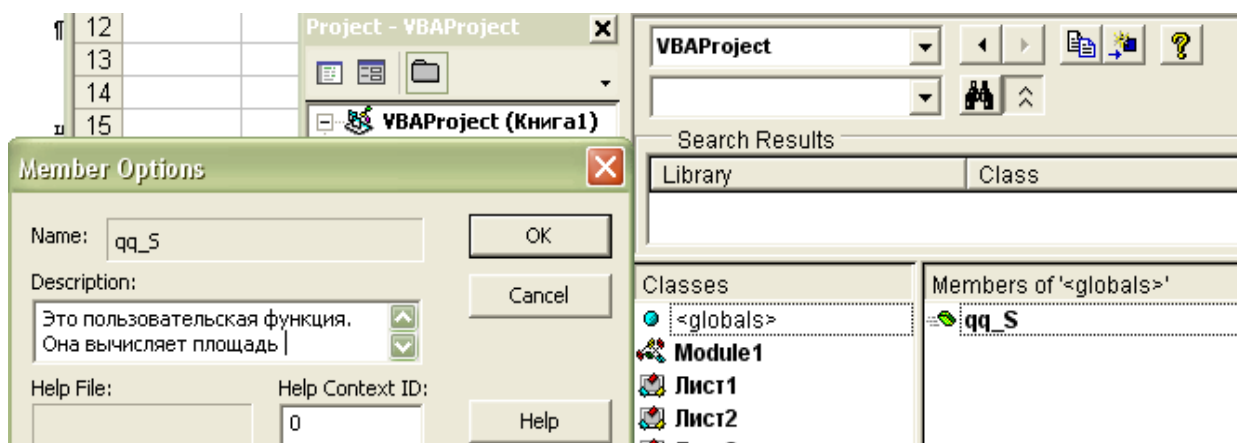 12
13
14
15
Project - VBAProject
VBAProject (Книга1)
Member Options
Name:
qq_S
OK
Description:
Cancel
Это пользовательская функция.
Она вычисляет площадь
Help File:
Help Context ID:
0
Help
VBAProject
Search Results
Library
Class
Classes
Members of '<globals>'
<globals>
qq_S
Module1
Лист1
Лист2